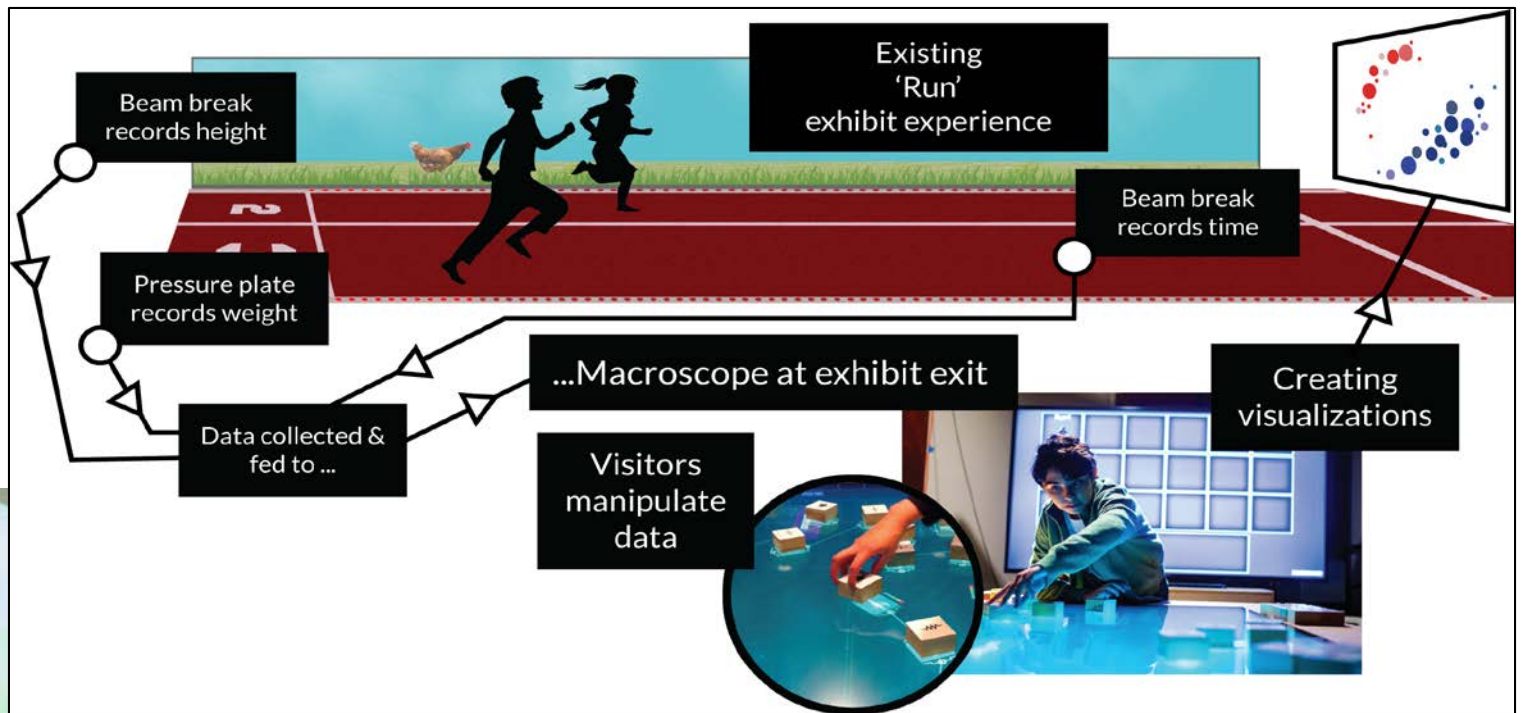 Existing
‘Run’
exhibit experience
Beam break
records height
Beam break
records time
2
Pressure plate
records weight
...Macroscope at exhibit exit
Creating
visualizations
Data collected &
fed to ...
Visitors
manipulate
data